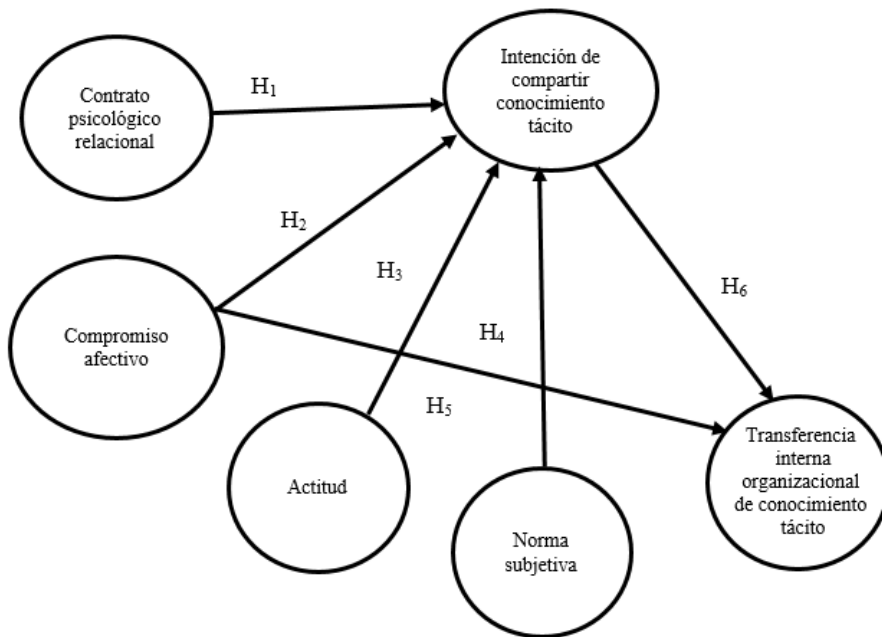 Contrato
psicológico
relacional
H1
Intención de
compartir
conocimiento
tácito
H2
H3
H4
H5
H6
Compromiso
afectivo
Actitud
Norma
subjetiva
Transferencia
interna
organizacional
de conocimiento
tácito